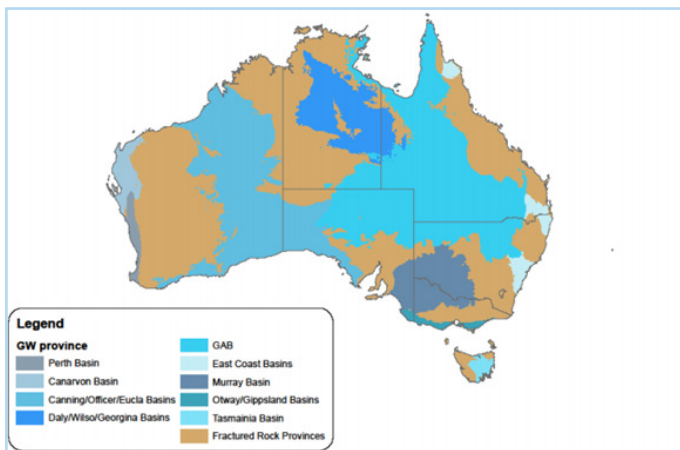 Legend
GW province
Perth Basin
Canarvon Basin
Canning/Officer/Eucla Basins
Daly/Wilso/Georgina Basins
GAB
East Coast Basins
Murray Basin
Otway/Gippsland Basins
Tasmainia Basin
Fractured Rock Provinces